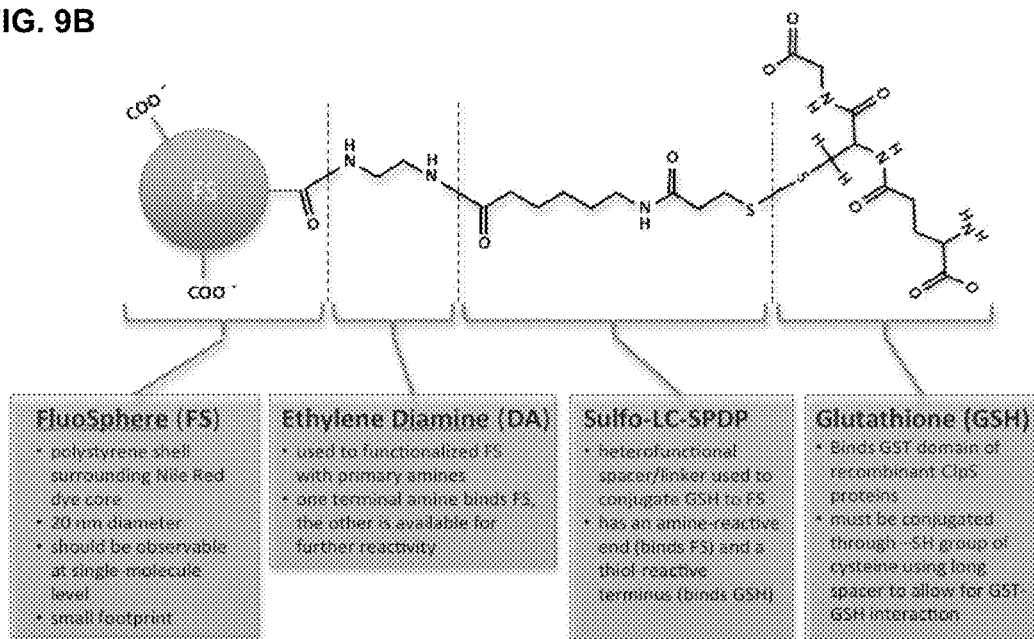 FIG. 9B
COO⁻
FS
COO⁻
O
H
N
H
N
O
N
H
O
S
S
H
H
O
O
N
H
O
N
H
O
H
N
H
O
O
FluoSphere (FS)
• polystyrene shell
surrounding Nile Red
dye core
• 20 nm diameter
• should be observable
at single-molecule
level
• small footprint
Ethylene Diamine (DA)
• used to functionalized FS
with primary amines
• one terminal amine binds FS,
the other is available for
further reactivity
Sulfo-LC-SPDP
• heterofunctional
spacer/linker used to
conjugate GSH to FS
• has an amine-reactive
end (binds FS) and a
thiol-reactive
terminus (binds GSH)
Glutathione (GSH)
• Binds GST domain of
recombinant ClpS
proteins
• must be conjugated
through -SH group of
cysteine using long
spacer to allow for GST-
GSH interaction